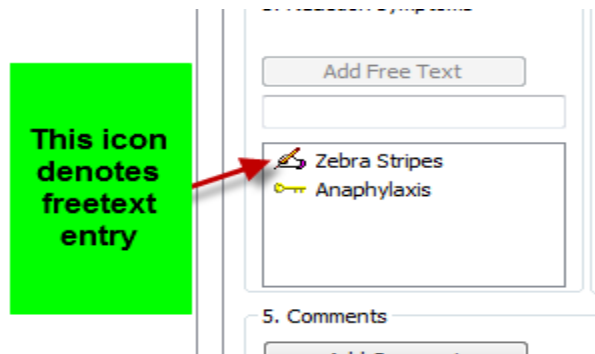 Add Free Text
This icon
denotes
freetext
entry
Zebra Stripes
Anaphylaxis
5. Comments